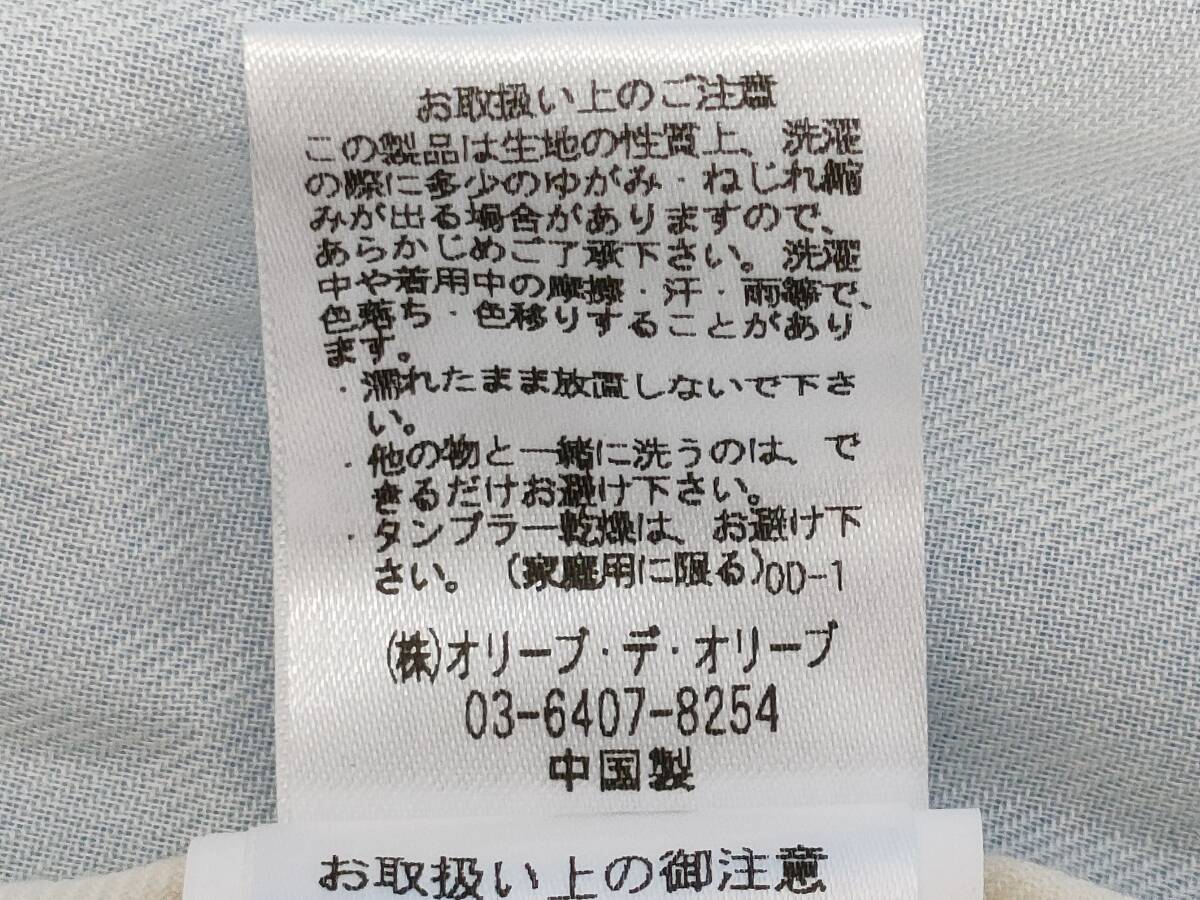 お取扱い上のご注意
この製品は生地の性質上、洗濯
の際に多少のゆがみ・ねじれ縮
みが出る場合がありますので、
あらかじめご了承下さい。洗濯
中や着用中の摩擦・汗・雨等で、
色落ち・色移りすることがあり
ます。
・濡れたまま放置しないで下さ
い。
・他の物と一緒に洗うのは、で
きるだけお避け下さい。
・タンブラー乾燥は、お避け下
さい。(家庭用に限る)OD-1
(株)オリーブ・デ・オリーブ
03-6407-8254
中国製
お取扱い上の御注意